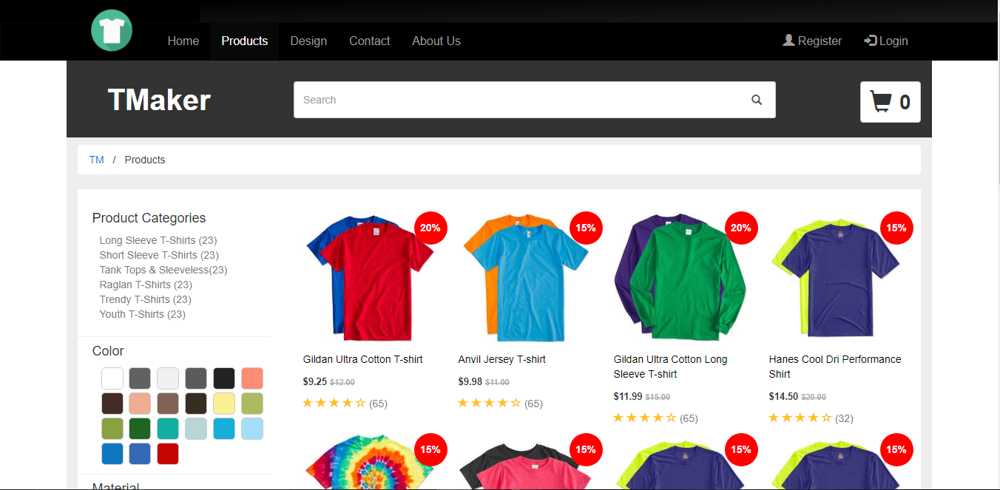 Home Products Design Contact About Us Register Login
TMaker Search 0
TM / Products
Product Categories
Long Sleeve T-Shirts (23)
Short Sleeve T-Shirts (23)
Tank Tops & Sleeveless(23)
Raglan T-Shirts (23)
Trendy T-Shirts (23)
Youth T-Shirts (23)
Color
Material
20%
Gildan Ultra Cotton T-shirt
$9.25 $12.00
(65)
15%
Anvil Jersey T-shirt
$9.98 $11.00
(65)
20%
Gildan Ultra Cotton Long
Sleeve T-shirt
$11.99 $15.00
(65)
15%
Hanes Cool Dri Performance
Shirt
$14.50 $20.00
(32)
15%
15%
15%
15%